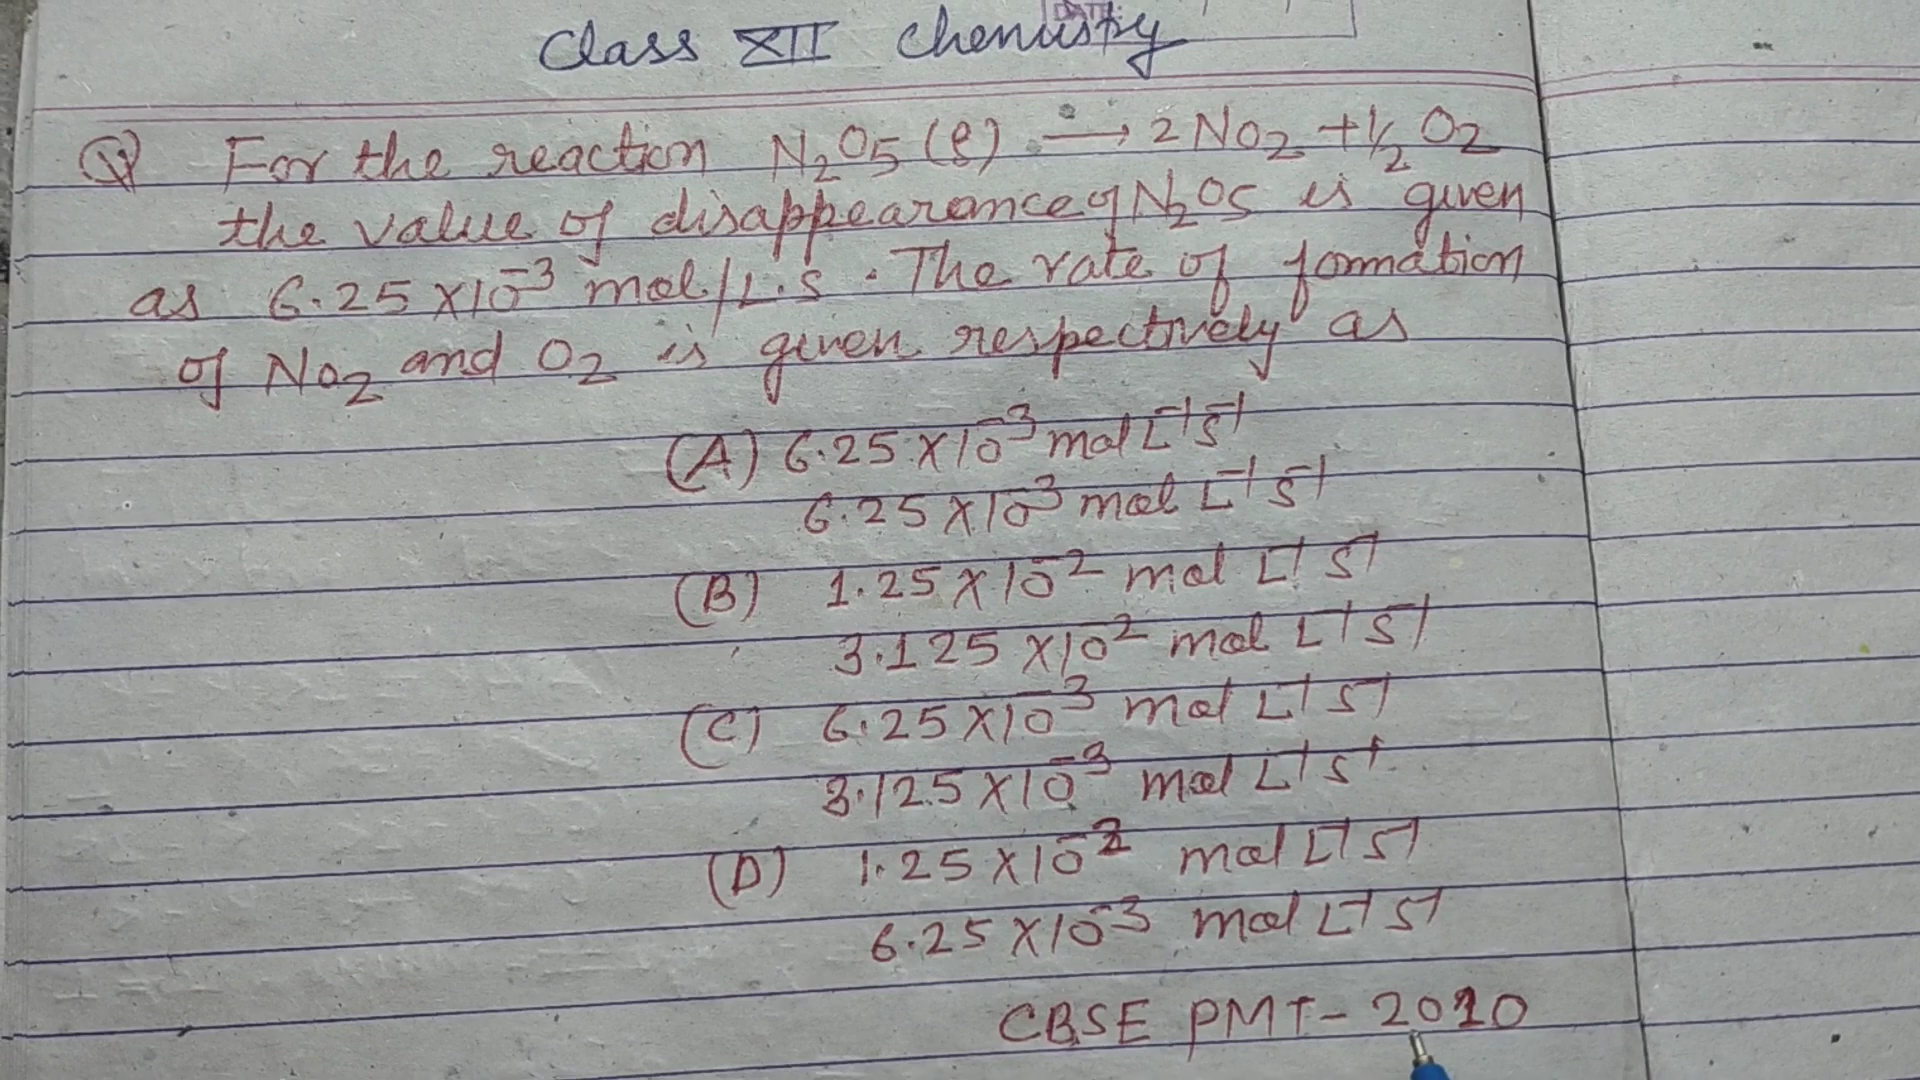 DATE:
Class XII Chemistry
Q For the reaction N₂O₅ (g) → 2NO₂ + ½ O₂
the value of disappearance of N₂O₅ is given
as 6.25 × 10⁻³ mol/L.s. The rate of formation
of NO₂ and O₂ is given respectively as
(A) 6.25 × 10⁻³ mol L⁻¹ S⁻¹
6.25 × 10⁻³ mol L⁻¹ S⁻¹
(B) 1.25 × 10⁻² mol L⁻¹ S⁻¹
3.125 × 10⁻² mol L⁻¹ S⁻¹
(C) 6.25 × 10⁻³ mol L⁻¹ S⁻¹
3.125 × 10⁻³ mol L⁻¹ S⁻¹
(D) 1.25 × 10⁻² mol L⁻¹ S⁻¹
6.25 × 10⁻³ mol L⁻¹ S⁻¹
CBSE PMT - 2010